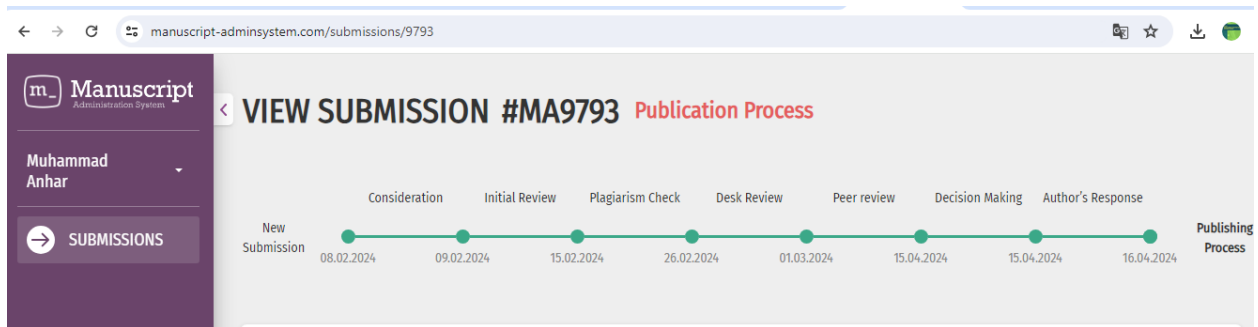 manuscript-adminsystem.com/submissions/9793
m_ Manuscript
Administration System
VIEW SUBMISSION #MA9793 Publication Process
Muhammad
Anhar
SUBMISSIONS
Consideration Initial Review Plagiarism Check Desk Review Peer review Decision Making Author's Response
New
Submission
Publishing
Process
08.02.2024 09.02.2024 15.02.2024 26.02.2024 01.03.2024 15.04.2024 15.04.2024 16.04.2024